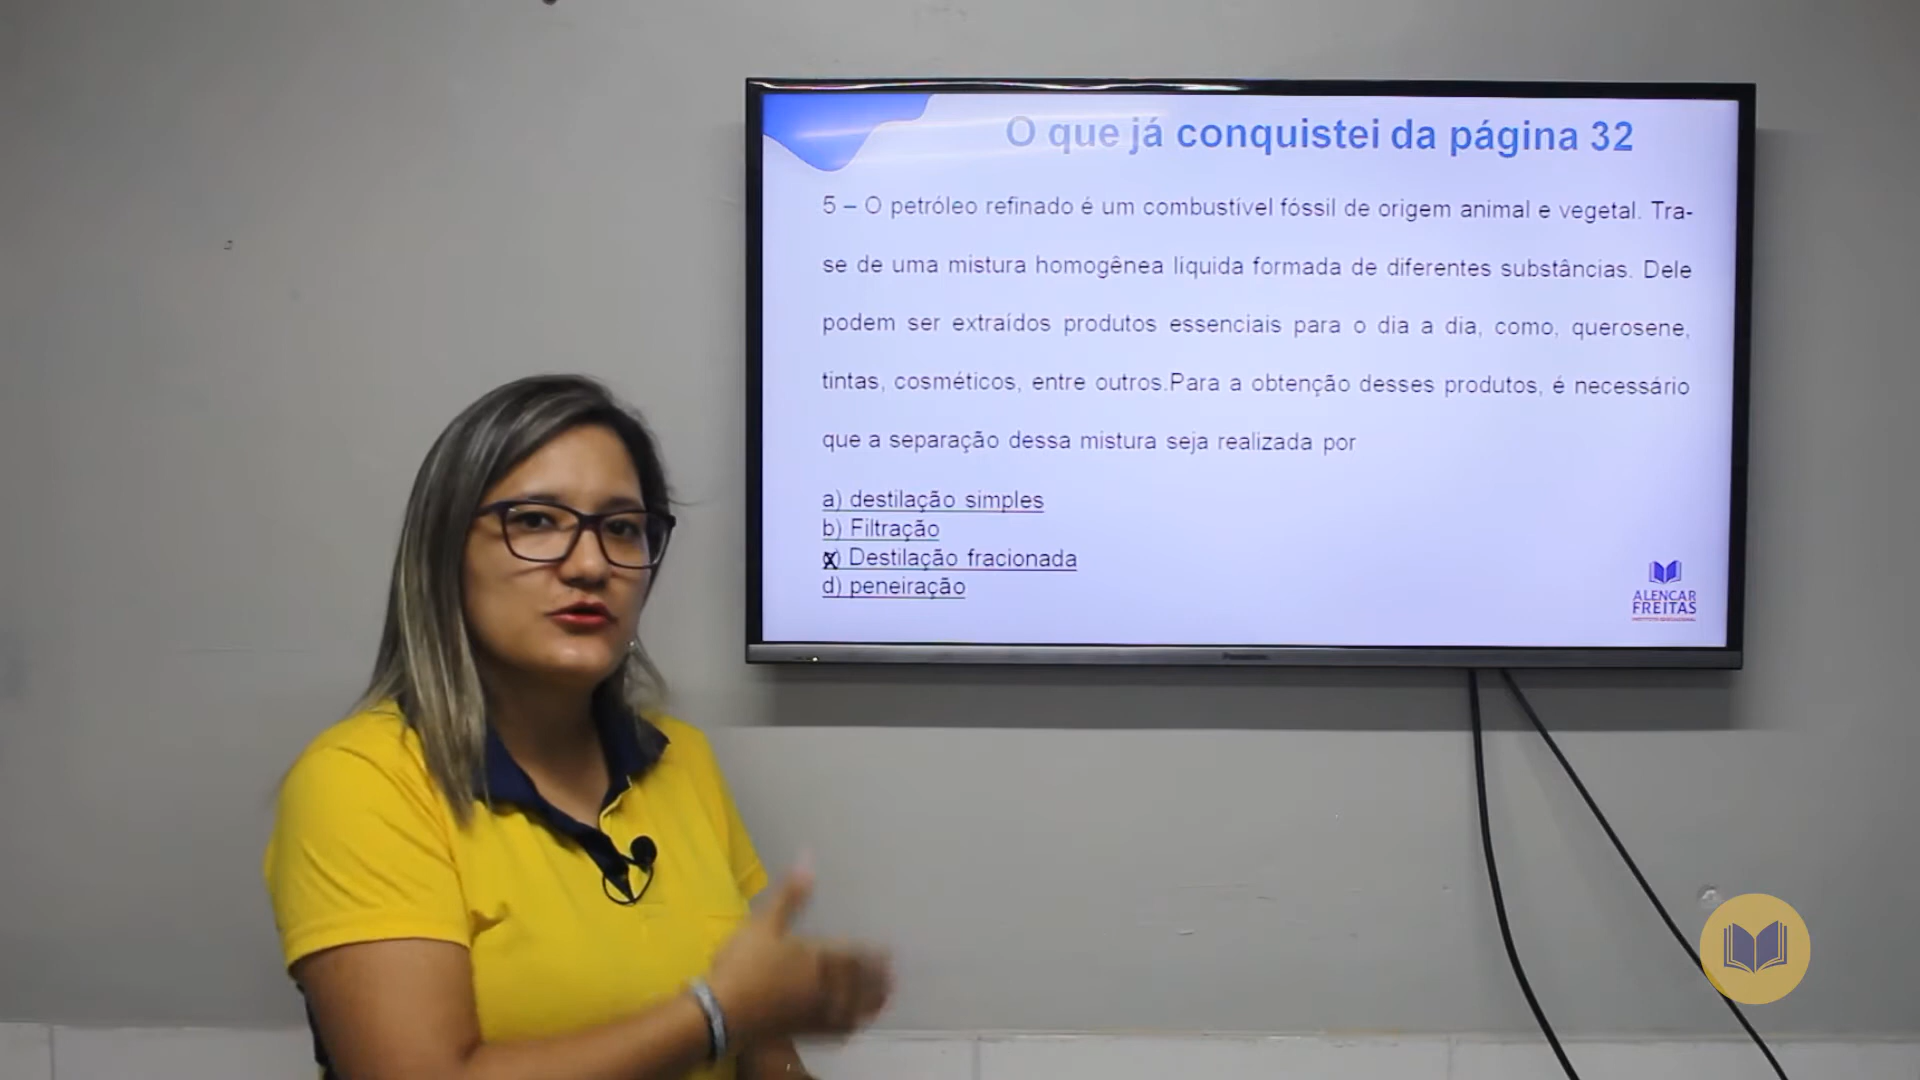 O que já conquistei da página 32
5 – O petróleo refinado é um combustível fóssil de origem animal e vegetal. Tra-
se de uma mistura homogênea líquida formada de diferentes substâncias. Dele
podem ser extraídos produtos essenciais para o dia a dia, como, querosene,
tintas, cosméticos, entre outros.Para a obtenção desses produtos, é necessário
que a separação dessa mistura seja realizada por
a) destilação simples
b) Filtração
x) Destilação fracionada
d) peneiração
ALENCAR
FREITAS
Panasonic